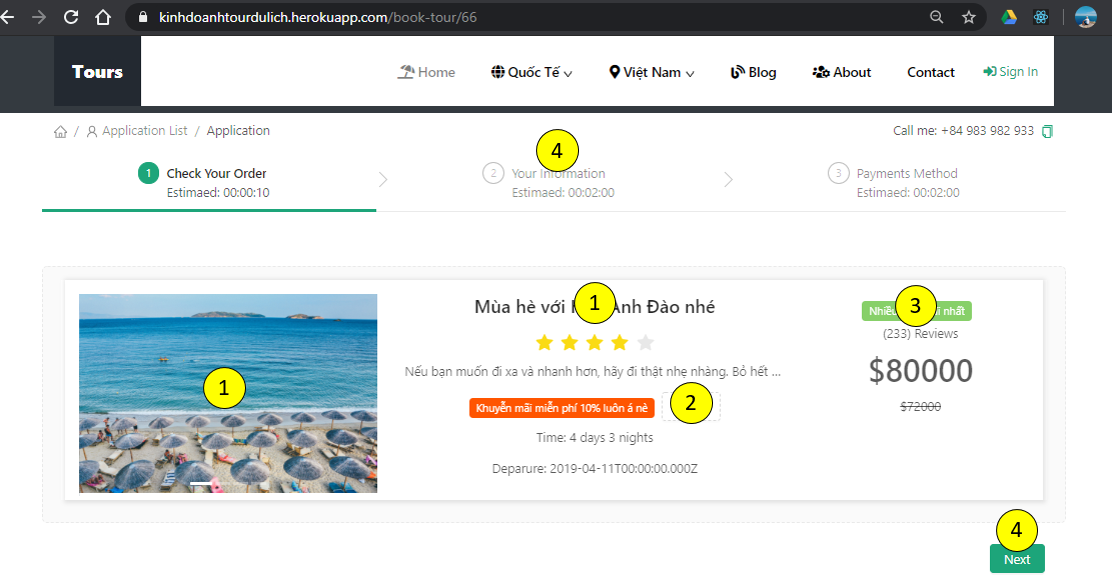 kinhdoanhtourdulich.herokuapp.com/book-tour/66
Tours
Home
Quốc Tế
Việt Nam
Blog
About
Contact
Sign In
/ Application List / Application
Call me: +84 983 982 933
4
1 Check Your Order
Estimaed: 00:00:10
2 Your Information
Estimaed: 00:02:00
3 Payments Method
Estimaed: 00:02:00
1
Mùa hè với Anh Đào nhé
1
3
Nhiều nhất
(233) Reviews
$80000
$72000
Nếu bạn muốn đi xa và nhanh hơn, hãy đi thật nhẹ nhàng. Bỏ hết ...
Khuyễn mãi miễn phí 10% luôn á nè
2
Time: 4 days 3 nights
Deparure: 2019-04-11T00:00:00.000Z
4
Next